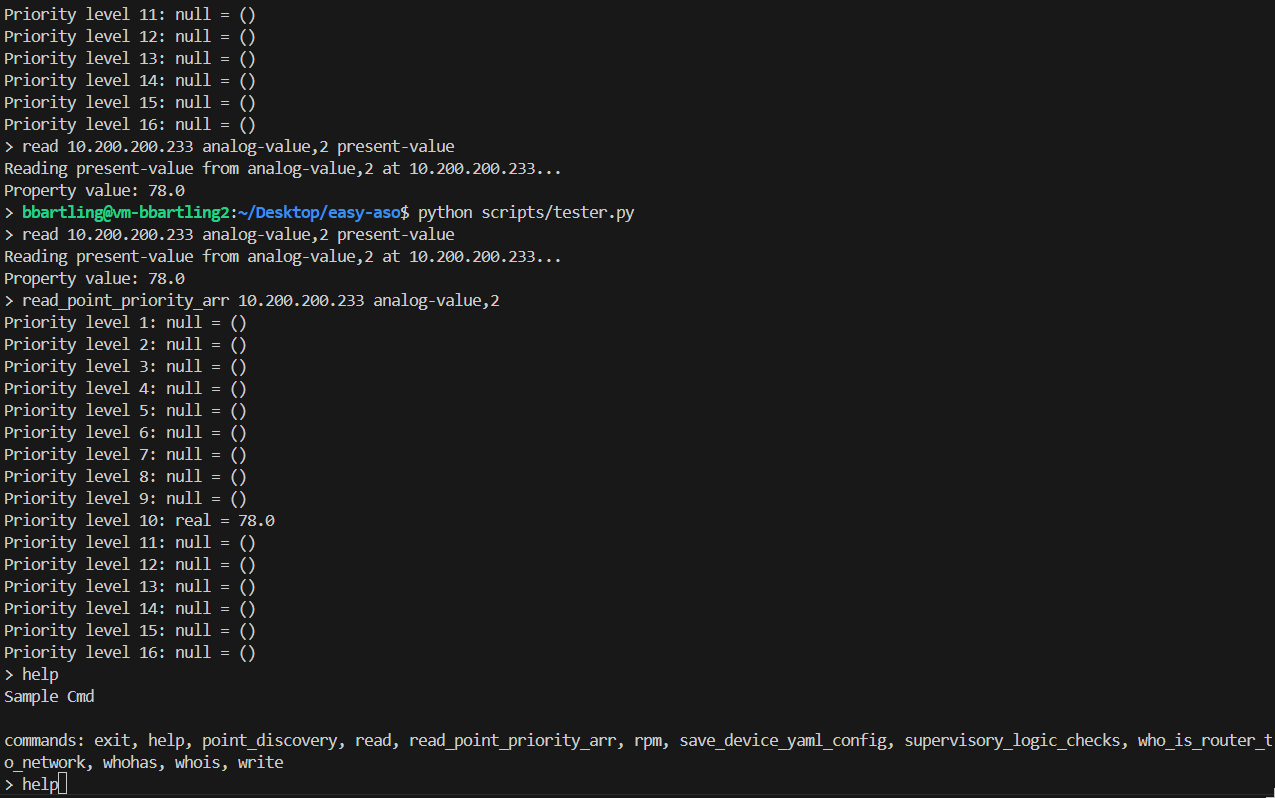 Priority level 11: null = ()
Priority level 12: null = ()
Priority level 13: null = ()
Priority level 14: null = ()
Priority level 15: null = ()
Priority level 16: null = ()
> read 10.200.200.233 analog-value,2 present-value
Reading present-value from analog-value,2 at 10.200.200.233...
Property value: 78.0
> bbartling@vm-bbartling2:~/Desktop/easy-aso$ python scripts/tester.py
> read 10.200.200.233 analog-value,2 present-value
Reading present-value from analog-value,2 at 10.200.200.233...
Property value: 78.0
> read_point_priority_arr 10.200.200.233 analog-value,2
Priority level 1: null = ()
Priority level 2: null = ()
Priority level 3: null = ()
Priority level 4: null = ()
Priority level 5: null = ()
Priority level 6: null = ()
Priority level 7: null = ()
Priority level 8: null = ()
Priority level 9: null = ()
Priority level 10: real = 78.0
Priority level 11: null = ()
Priority level 12: null = ()
Priority level 13: null = ()
Priority level 14: null = ()
Priority level 15: null = ()
Priority level 16: null = ()
> help
Sample Cmd
commands: exit, help, point_discovery, read, read_point_priority_arr, rpm, save_device_yaml_config, supervisory_logic_checks, who_is_router_t
o_network, whohas, whois, write
> help